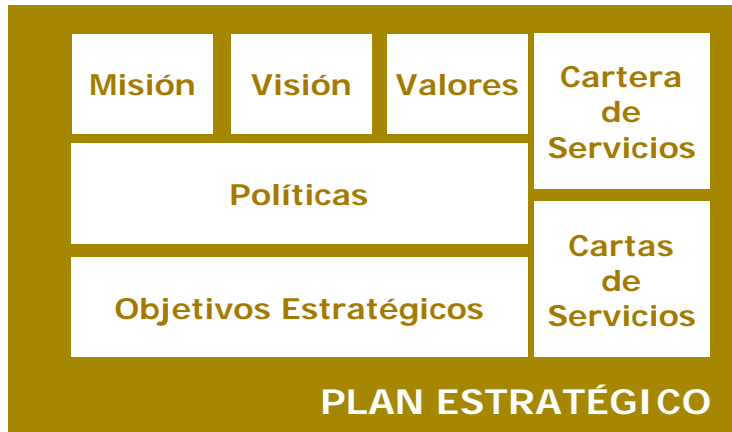 Misión
Visión
Valores
Cartera
de
Servicios
Políticas
Cartas
de
Servicios
Objetivos Estratégicos
PLAN ESTRATÉGICO